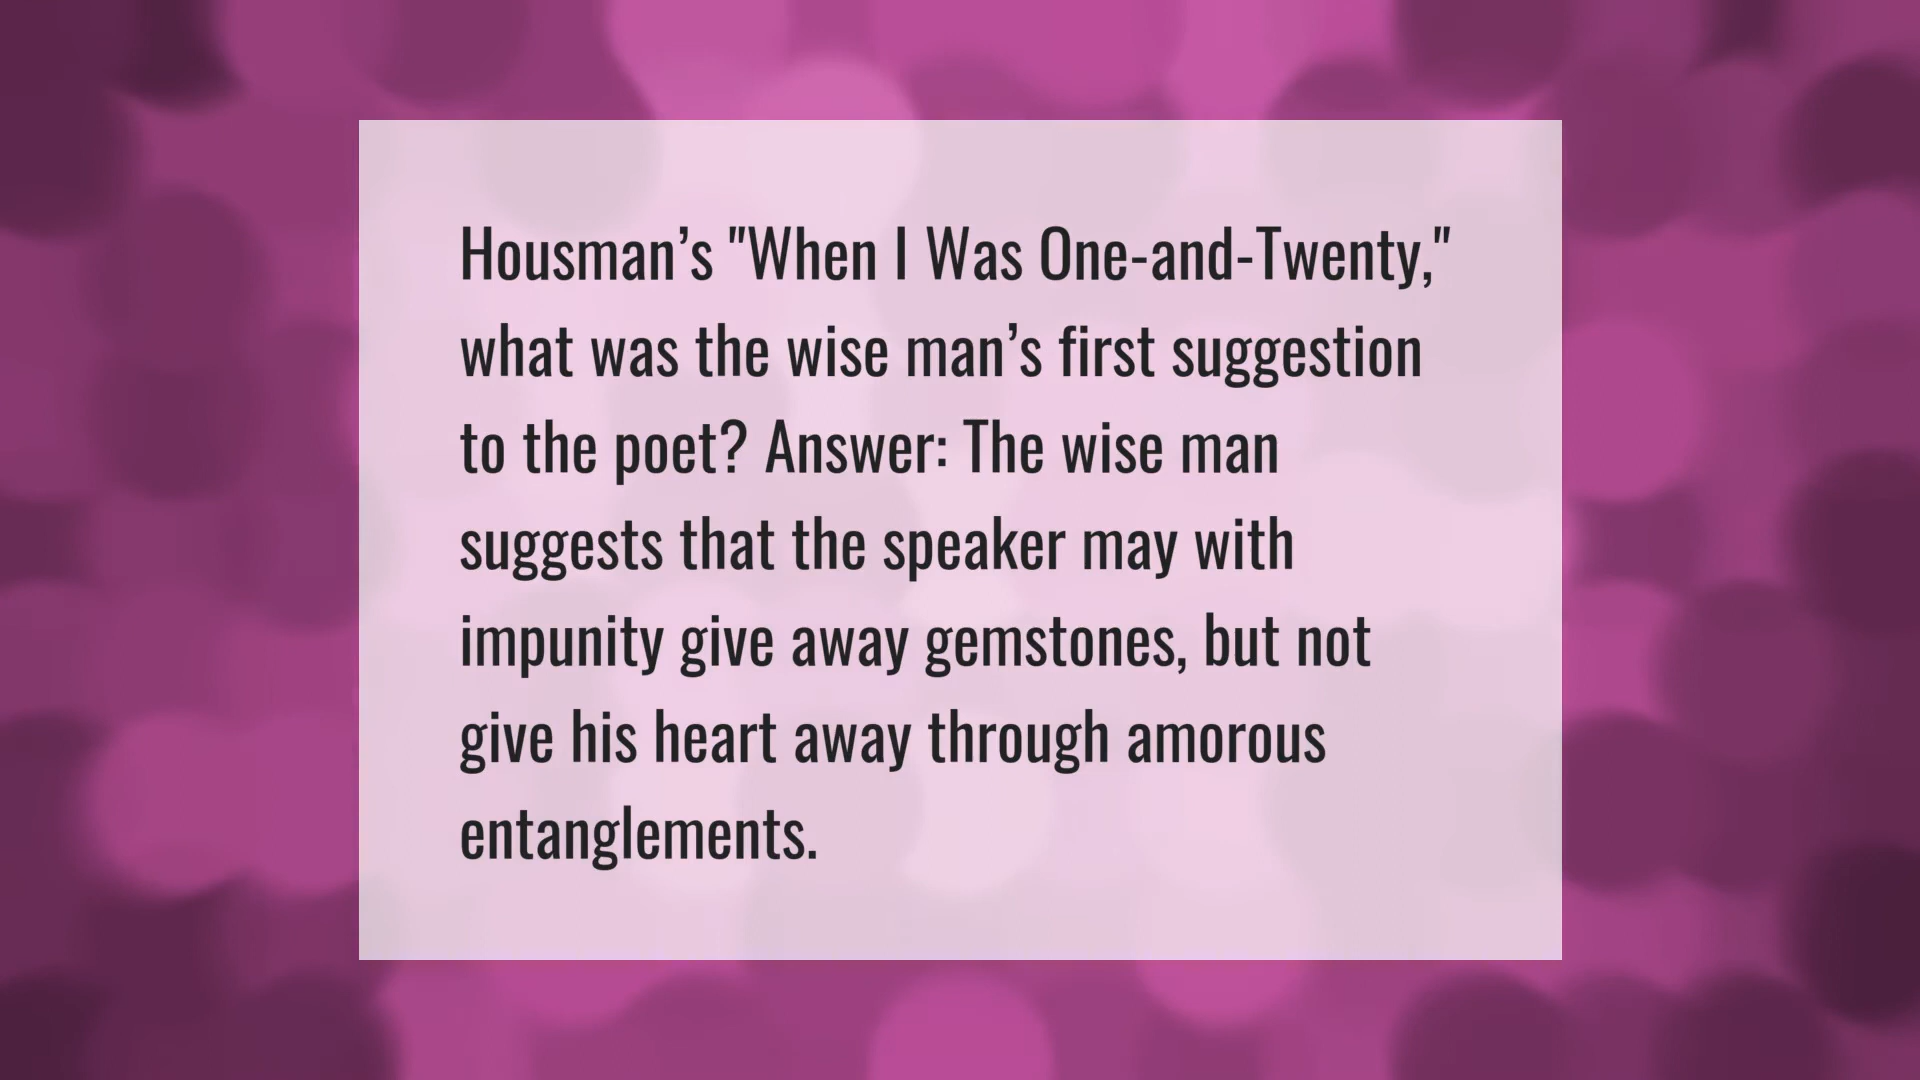 Housman’s "When I Was One-and-Twenty,"
what was the wise man’s first suggestion
to the poet? Answer: The wise man
suggests that the speaker may with
impunity give away gemstones, but not
give his heart away through amorous
entanglements.